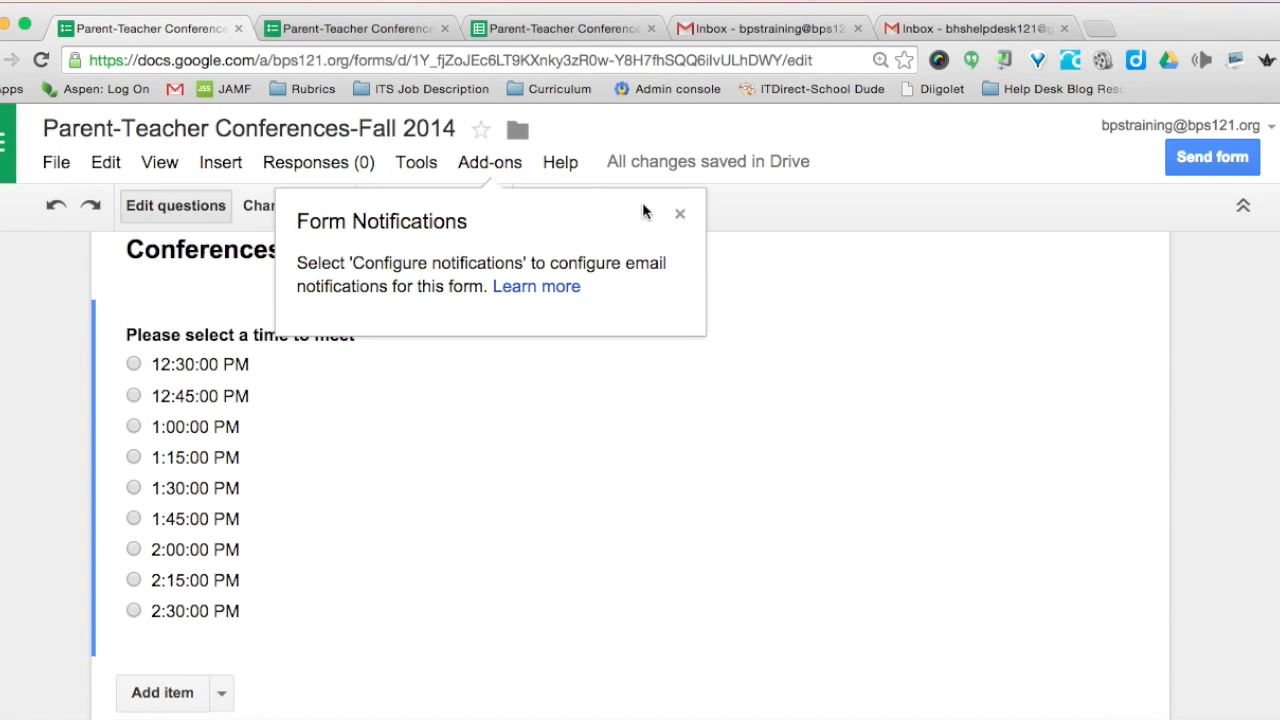 Parent-Teacher Conference
Parent-Teacher Conference
Parent-Teacher Conference
Inbox - bpstraining@bps12
Inbox - bhshelpdesk121@g
https://docs.google.com/a/bps121.org/forms/d/1Y_fjZoJEc6LT9KXnky3zR0w-Y8H7fhSQQ6iIvULhDWY/edit
Apps
Aspen: Log On
JSS
JAMF
Rubrics
ITS Job Description
Curriculum
Admin console
ITDirect-School Dude
Diigolet
Help Desk Blog Reso
Parent-Teacher Conferences-Fall 2014
bpstraining@bps121.org
File Edit View Insert Responses (0) Tools Add-ons Help All changes saved in Drive
Send form
Edit questions
Chan
Form Notifications
Select 'Configure notifications' to configure email
notifications for this form. Learn more
Conferences
Please select a time to meet
12:30:00 PM
12:45:00 PM
1:00:00 PM
1:15:00 PM
1:30:00 PM
1:45:00 PM
2:00:00 PM
2:15:00 PM
2:30:00 PM
Add item